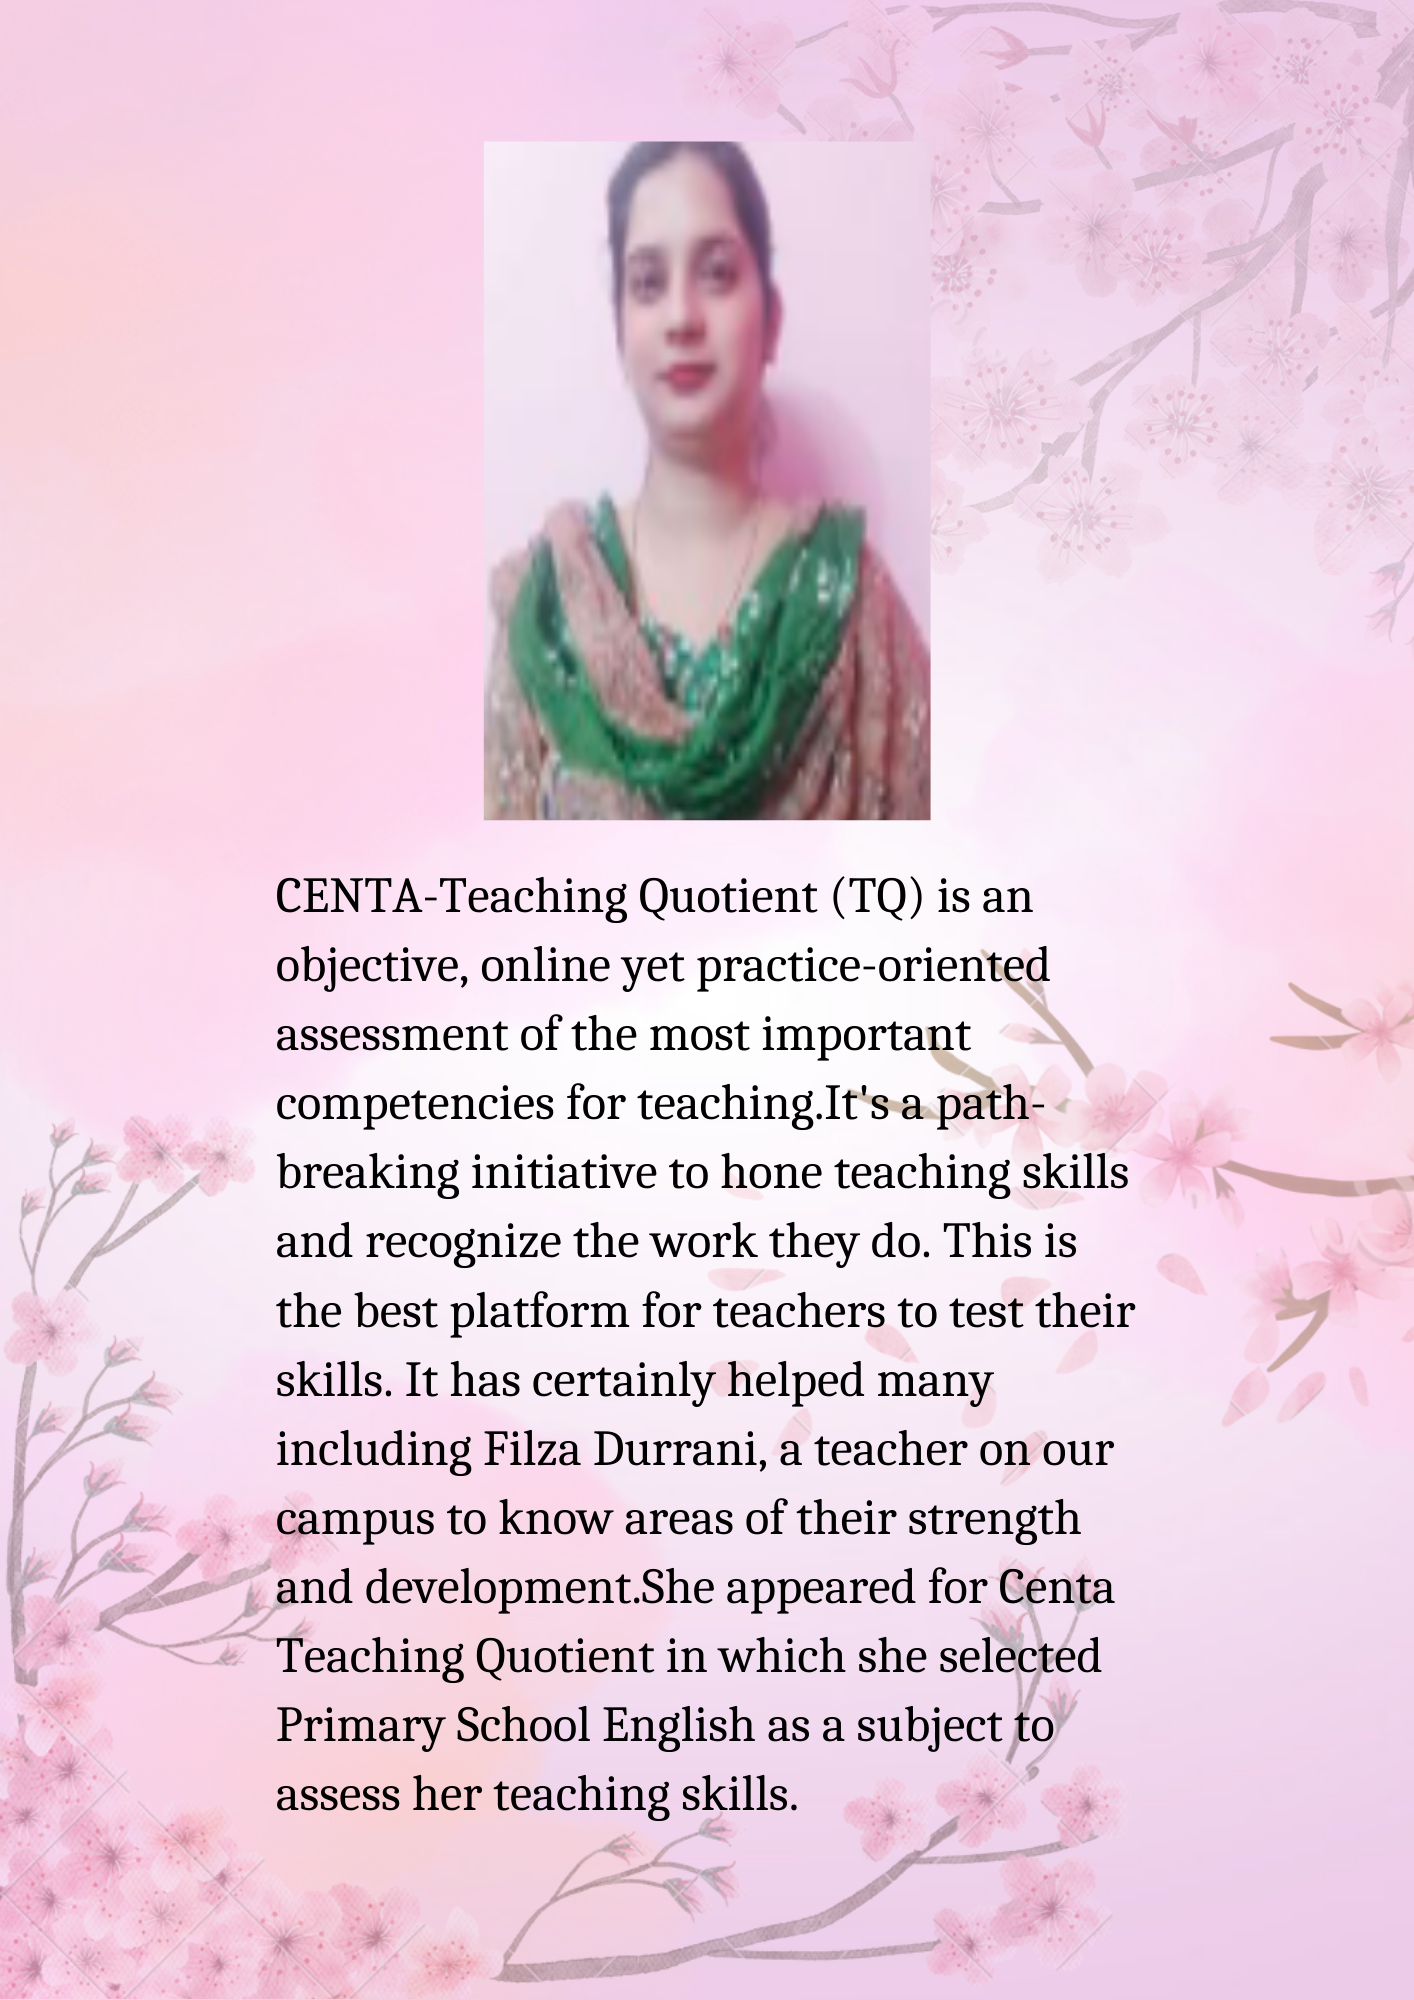 CENTA-Teaching Quotient (TQ) is an
objective, online yet practice-oriented
assessment of the most important
competencies for teaching.It's a path-
breaking initiative to hone teaching skills
and recognize the work they do. This is
the best platform for teachers to test their
skills. It has certainly helped many
including Filza Durrani, a teacher on our
campus to know areas of their strength
and development.She appeared for Centa
Teaching Quotient in which she selected
Primary School English as a subject to
assess her teaching skills.